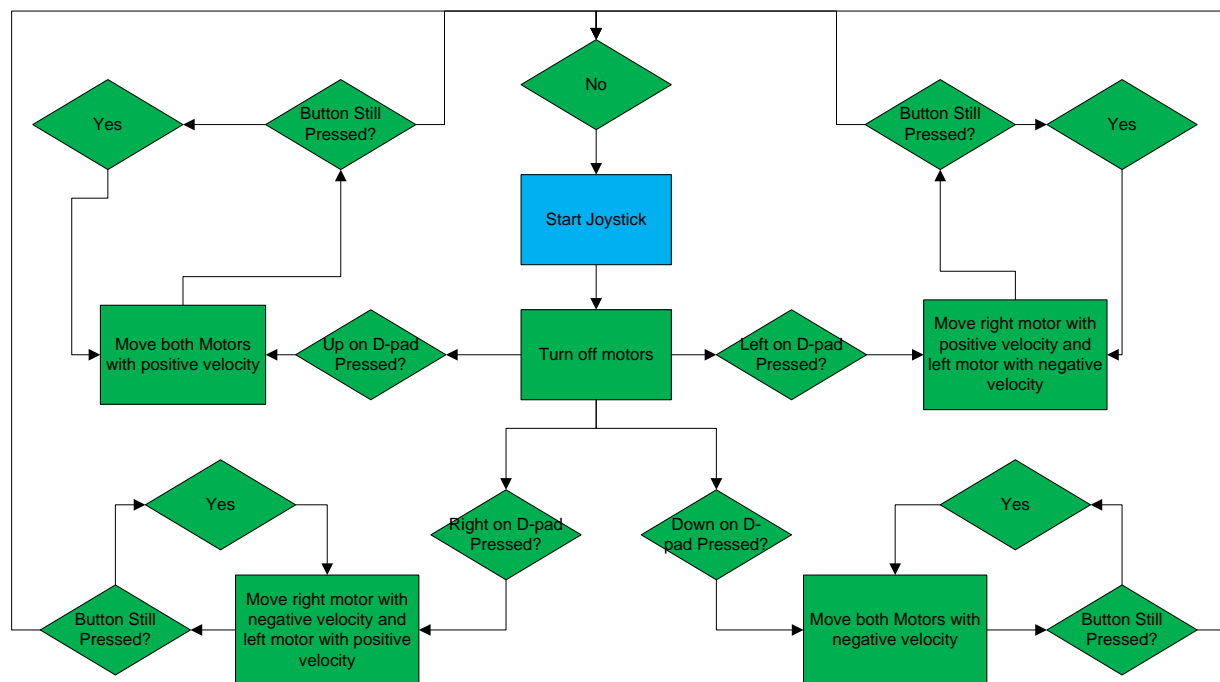 No
Yes
Button Still
Pressed?
Button Still
Pressed?
Yes
Start Joystick
Move both Motors
with positive velocity
Up on D-pad
Pressed?
Turn off motors
Left on D-pad
Pressed?
Move right motor with
positive velocity and
left motor with negative
velocity
Yes
Right on D-pad
Pressed?
Down on D-
pad Pressed?
Yes
Button Still
Pressed?
Move right motor with
negative velocity and
left motor with positive
velocity
Move both Motors with
negative velocity
Button Still
Pressed?